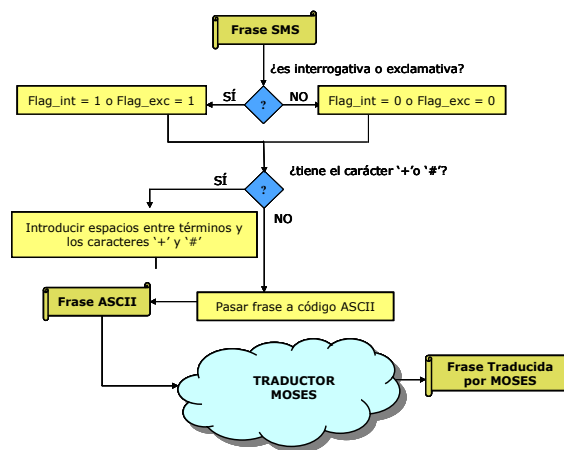 Frase SMS
¿es interrogativa o exclamativa?
SÍ
?
NO
Flag_int = 1 o Flag_exc = 1
Flag_int = 0 o Flag_exc = 0
¿tiene el carácter ‘+’o ‘#’?
SÍ
?
Introducir espacios entre términos y
los caracteres ‘+’ y ‘#’
NO
Frase ASCII
Pasar frase a código ASCII
TRADUCTOR
MOSES
Frase Traducida
por MOSES